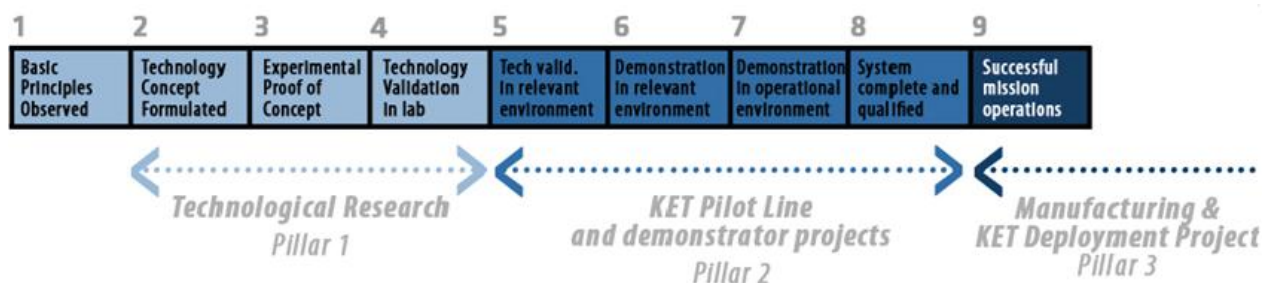 1 2 3 4 5 6 7 8 9
Basic Principles Observed
Technology Concept Formulated
Experimental Proof of Concept
Technology Validation in lab
Tech valid. in relevant environment
Demonstration in relevant environment
Demonstration in operational environment
System complete and qualified
Successful mission operations
Technological Research
Pillar 1
KET Pilot Line
and demonstrator projects
Pillar 2
Manufacturing &
KET Deployment Project
Pillar 3